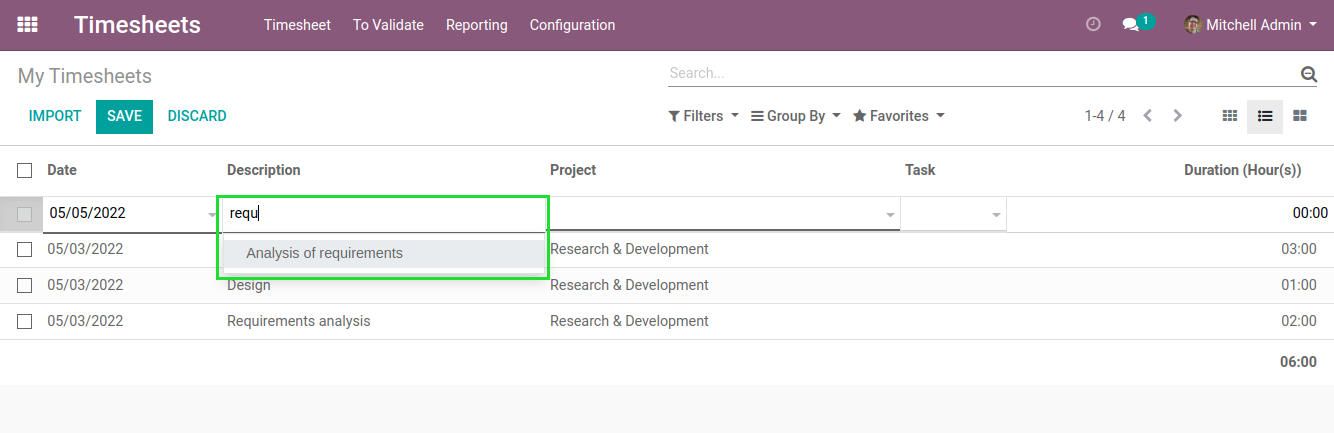 Timesheets Timesheet To Validate Reporting Configuration 1 Mitchell Admin
My Timesheets Search...
IMPORT SAVE DISCARD Filters Group By Favorites 1-4 / 4
Date Description Project Task Duration (Hour(s))
05/05/2022 requ 00:00
05/03/2022 Analysis of requirements Research & Development 03:00
05/03/2022 Design Research & Development 01:00
05/03/2022 Requirements analysis Research & Development 02:00
06:00